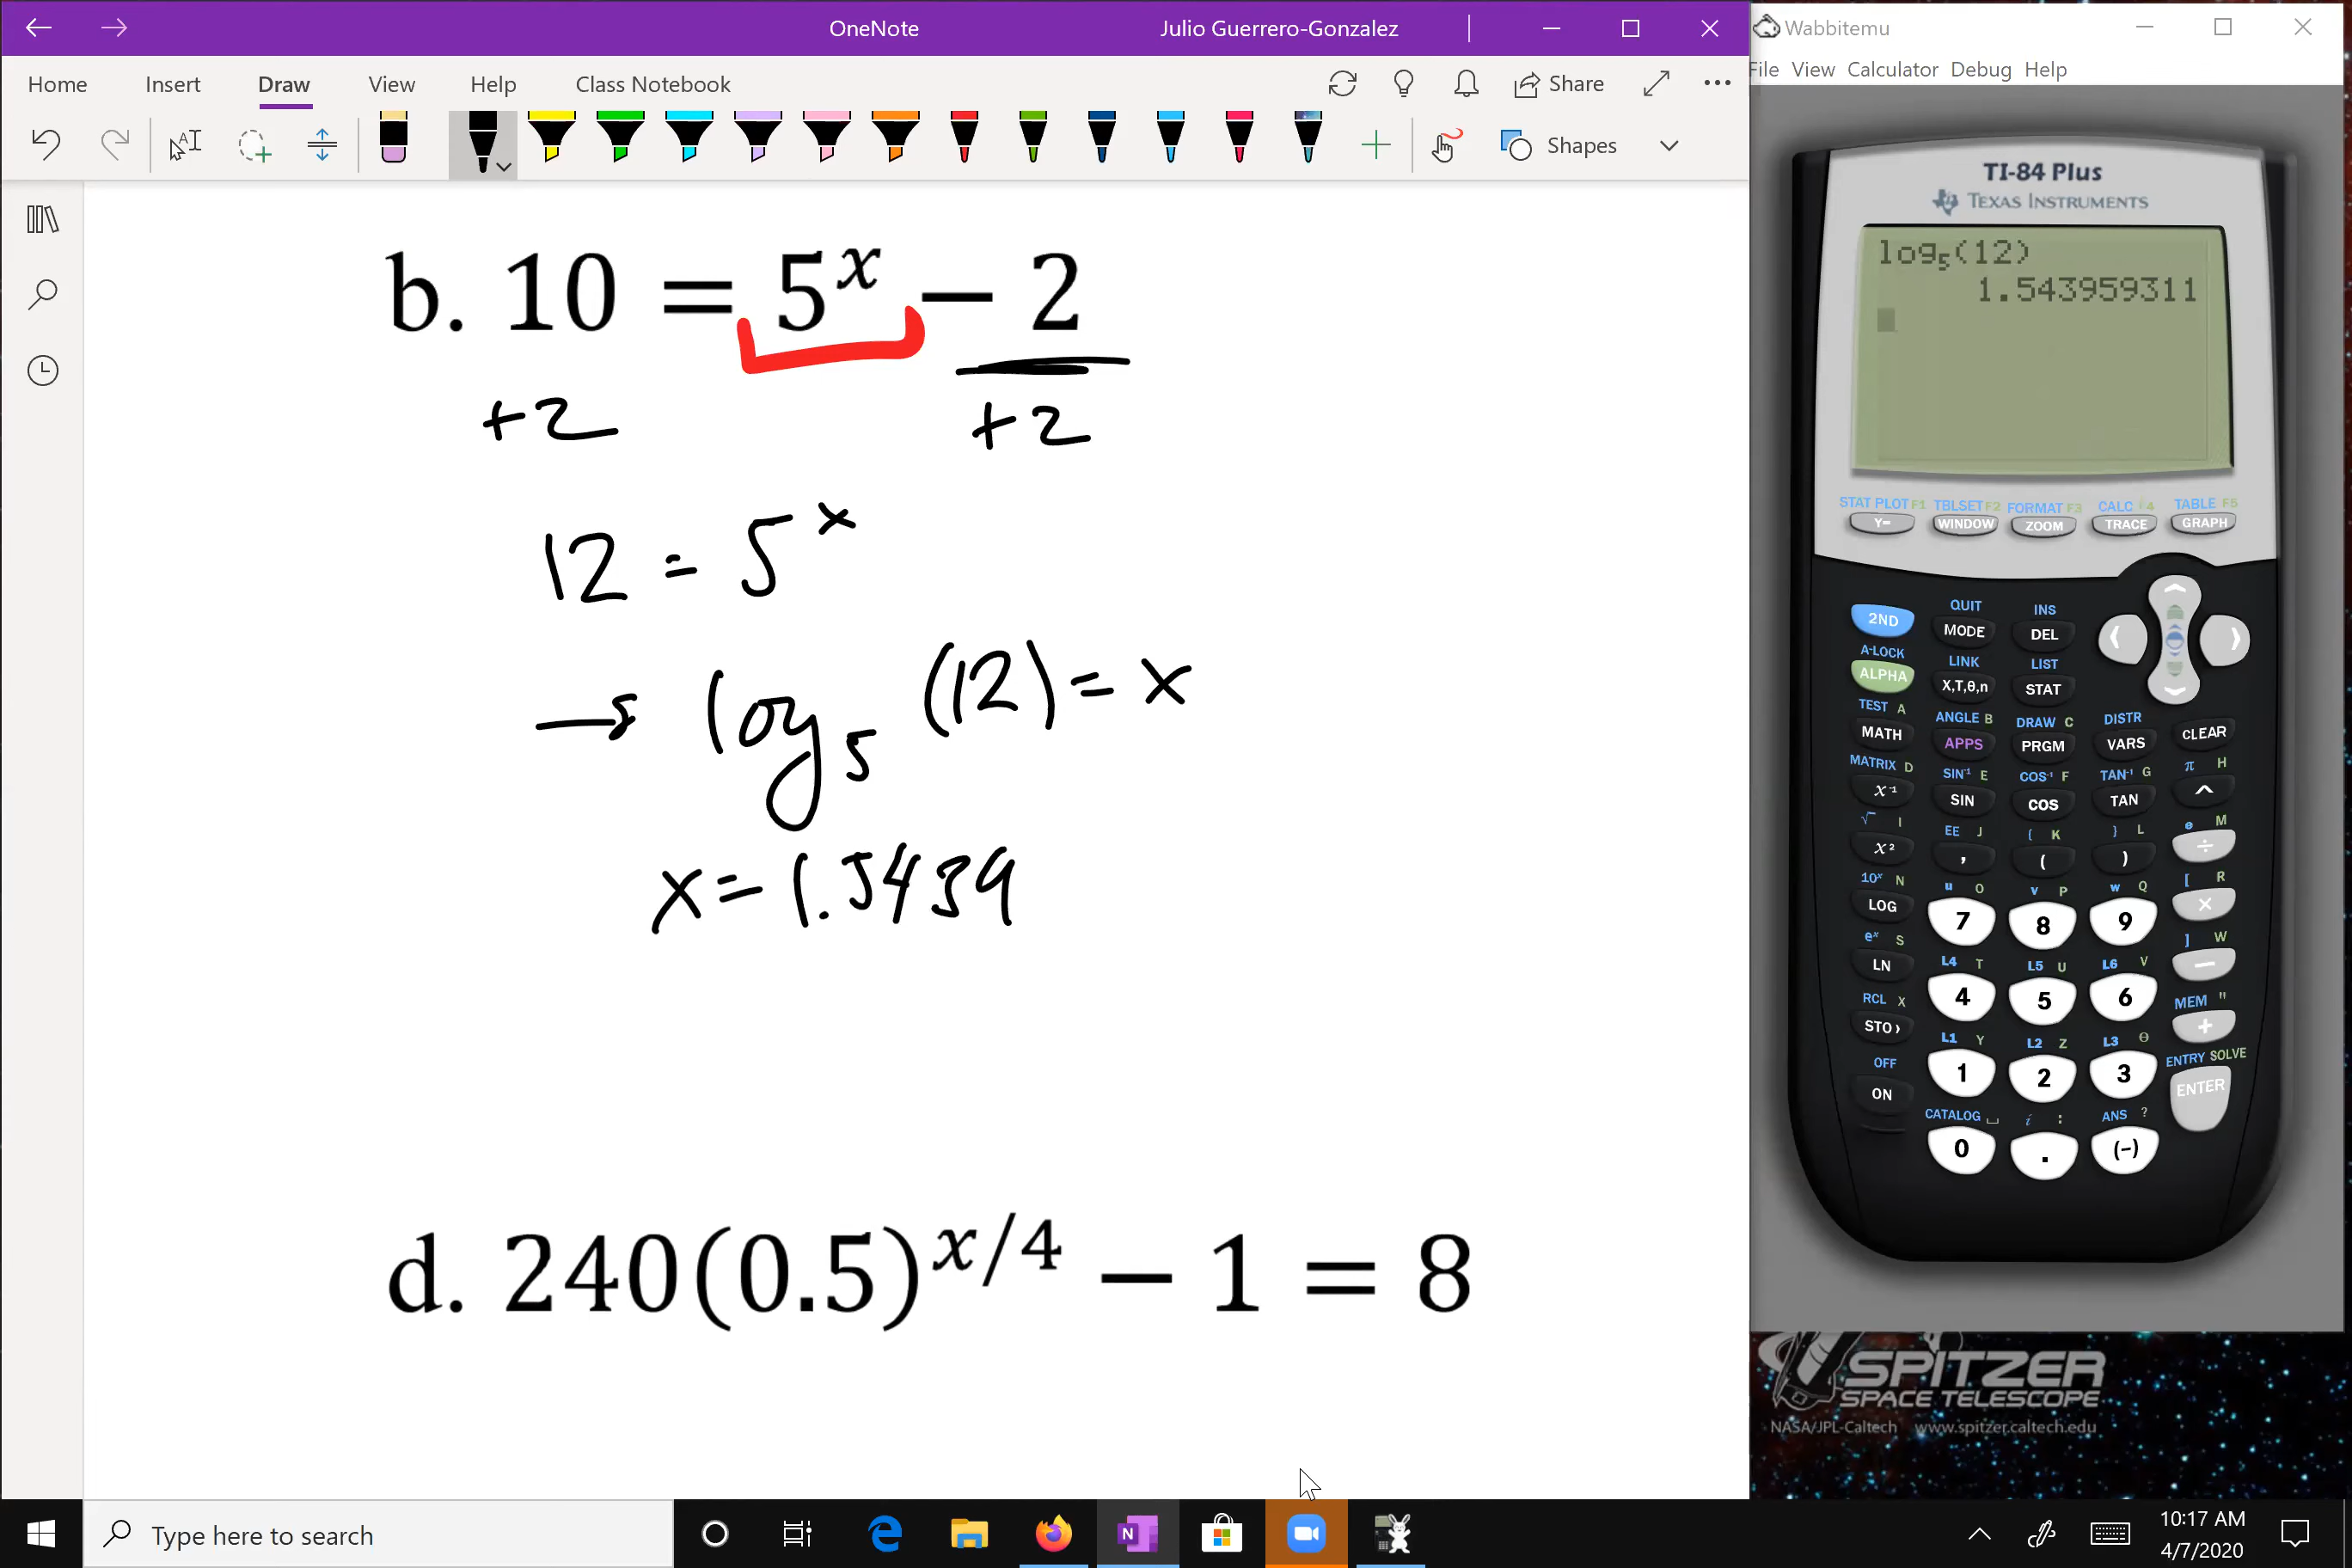 OneNote
Julio Guerrero-Gonzalez
Home Insert Draw View Help Class Notebook Share
Shapes
b. 10 = 5^x − 2
+2 +2
12 = 5^x
→ log_5 (12) = x
x = 1.5439
d. 240(0.5)^{x/4} − 1 = 8
Wabbitemu
File View Calculator Debug Help
TI-84 Plus
TEXAS INSTRUMENTS
log_5(12)
1.543959311
STAT PLOT F1 TBLSET F2 FORMAT F3 CALC F4 TABLE F5
Y= WINDOW ZOOM TRACE GRAPH
QUIT INS
2ND MODE DEL
A-LOCK LINK LIST
ALPHA X,T,θ,n STAT
TEST A ANGLE B DRAW C DISTR
MATH APPS PRGM VARS CLEAR
MATRIX D SIN⁻¹ E COS⁻¹ F TAN⁻¹ G π H
x⁻¹ SIN COS TAN ^
√ I EE J { K } L e M
x² , ( ) ÷
10ˣ N u O v P w Q [ R
LOG 7 8 9 ×
eˣ S L4 T L5 U L6 V ] W
LN 4 5 6 −
RCL X L1 Y L2 Z L3 θ MEM "
STO› 1 2 3 +
OFF CATALOG ⎵ i : ANS ? ENTRY SOLVE
ON 0 . (−) ENTER
SPITZER
SPACE TELESCOPE
NASA/JPL-Caltech www.spitzer.caltech.edu
Type here to search
10:17 AM
4/7/2020